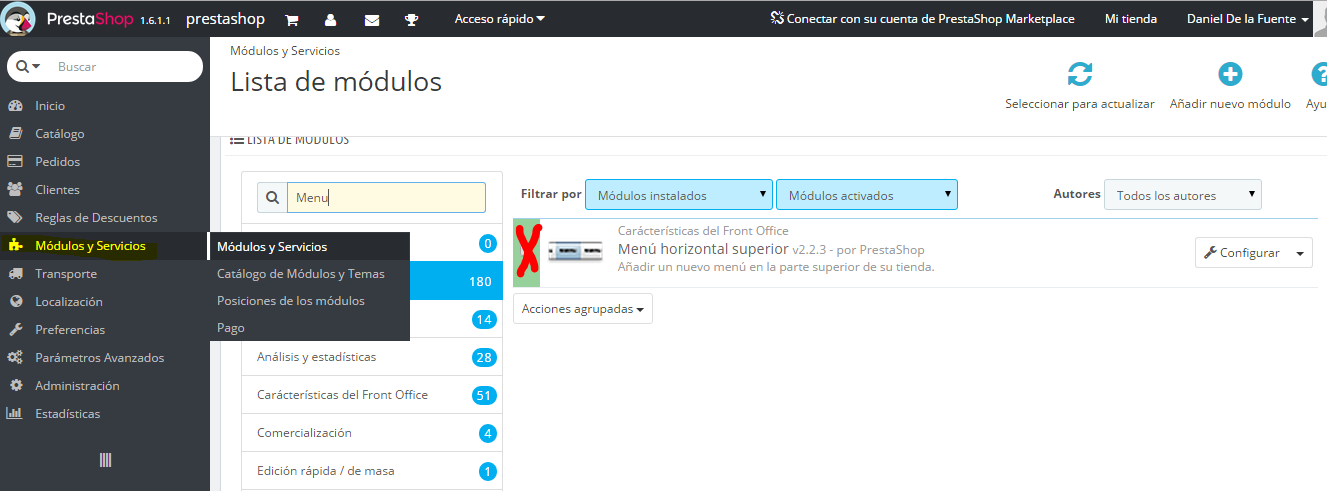 PrestaShop 1.6.1.1 prestashop Acceso rápido Conectar con su cuenta de PrestaShop Marketplace Mi tienda Daniel De la Fuente
Buscar
Inicio
Catálogo
Pedidos
Clientes
Reglas de Descuentos
Módulos y Servicios
Transporte
Localización
Preferencias
Parámetros Avanzados
Administración
Estadísticas
Módulos y Servicios
Catálogo de Módulos y Temas
Posiciones de los módulos
Pago
Módulos y Servicios
Lista de módulos
Seleccionar para actualizar
Añadir nuevo módulo
Ayu
LISTA DE MÓDULOS
Menu
0
180
14
Análisis y estadísticas 28
Carácterísticas del Front Office 51
Comercialización 4
Edición rápida / de masa 1
Filtrar por Módulos instalados Módulos activados Autores Todos los autores
X
Carácterísticas del Front Office
Menú horizontal superior v2.2.3 - por PrestaShop
Añadir un nuevo menú en la parte superior de su tienda.
Configurar
Acciones agrupadas